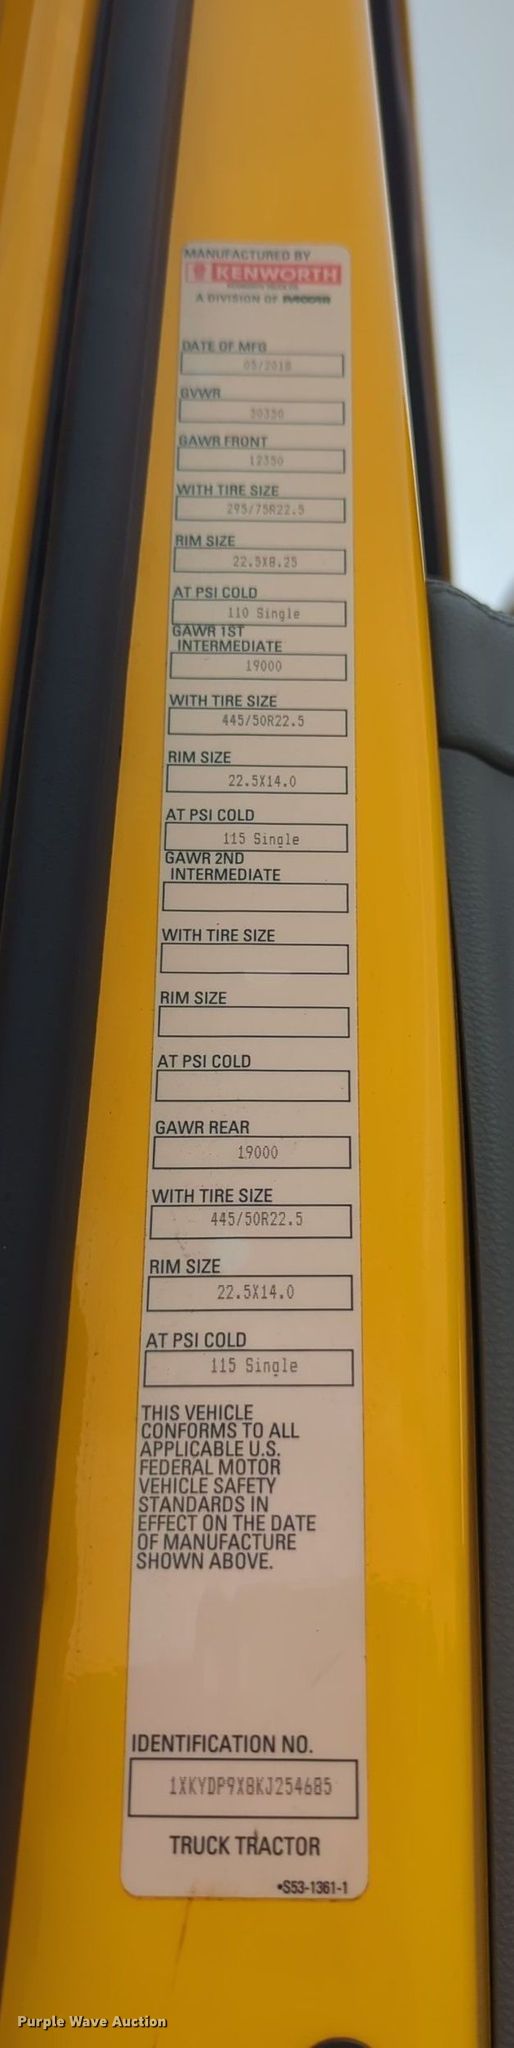 MANUFACTURED BY
KENWORTH
A DIVISION OF PACCAR
DATE OF MFG
05/2018
GVWR
50350
GAWR FRONT
12350
WITH TIRE SIZE
295/75R22.5
RIM SIZE
22.5X8.25
AT PSI COLD
110 Single
GAWR 1ST
INTERMEDIATE
19000
WITH TIRE SIZE
445/50R22.5
RIM SIZE
22.5X14.0
AT PSI COLD
115 Single
GAWR 2ND
INTERMEDIATE
WITH TIRE SIZE
RIM SIZE
AT PSI COLD
GAWR REAR
19000
WITH TIRE SIZE
445/50R22.5
RIM SIZE
22.5X14.0
AT PSI COLD
115 Single
THIS VEHICLE
CONFORMS TO ALL
APPLICABLE U.S.
FEDERAL MOTOR
VEHICLE SAFETY
STANDARDS IN
EFFECT ON THE DATE
OF MANUFACTURE
SHOWN ABOVE.
IDENTIFICATION NO.
1XKYDP9X8KJ254685
TRUCK TRACTOR
•S53-1361-1
Purple Wave Auction